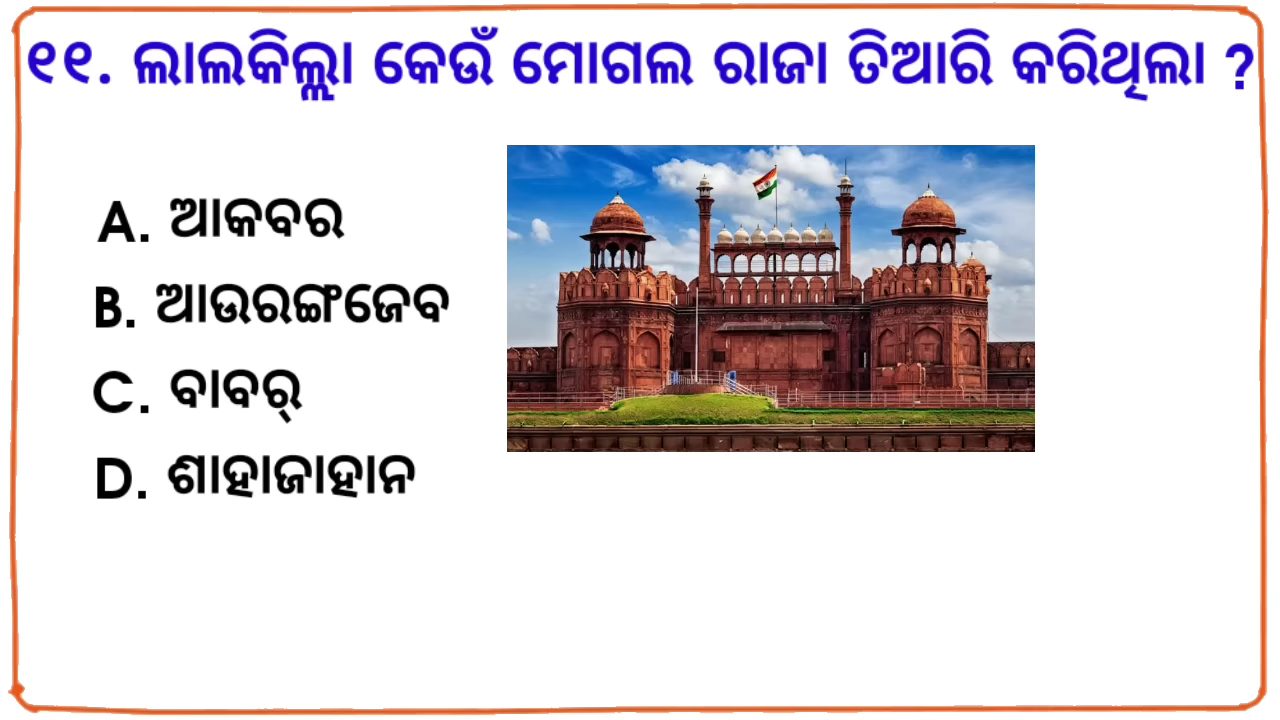 ୧୧. ଲାଲକିଲ୍ଲା କେଉଁ ମୋଗଲ ରାଜା ତିଆରି କରିଥିଲା ?
A. ଆକବର
B. ଆଉରଙ୍ଗଜେବ
C. ବାବର୍
D. ଶାହାଜାହାନ